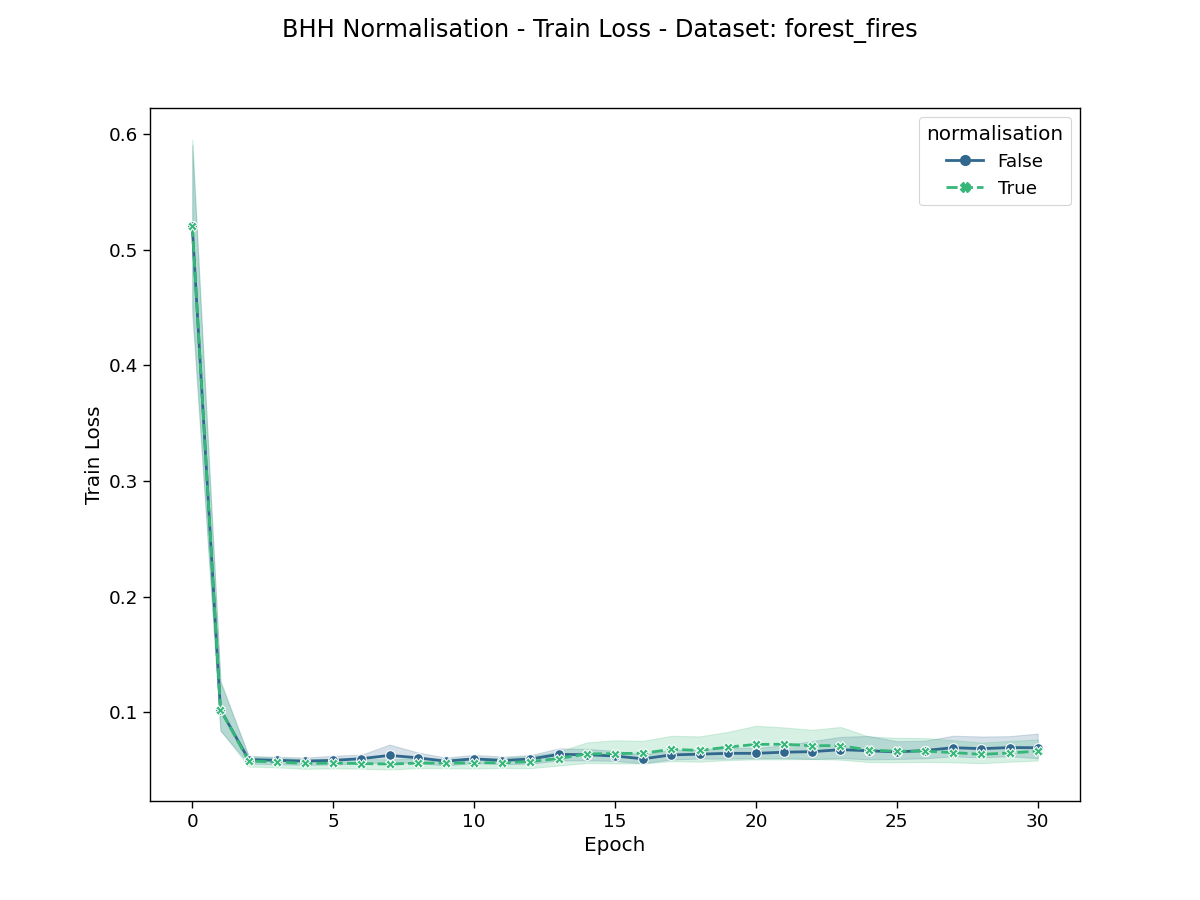 BHH Normalisation - Train Loss - Dataset: forest_fires
normalisation
False
True
Train Loss
0.6
0.5
0.4
0.3
0.2
0.1
0 5 10 15 20 25 30
Epoch